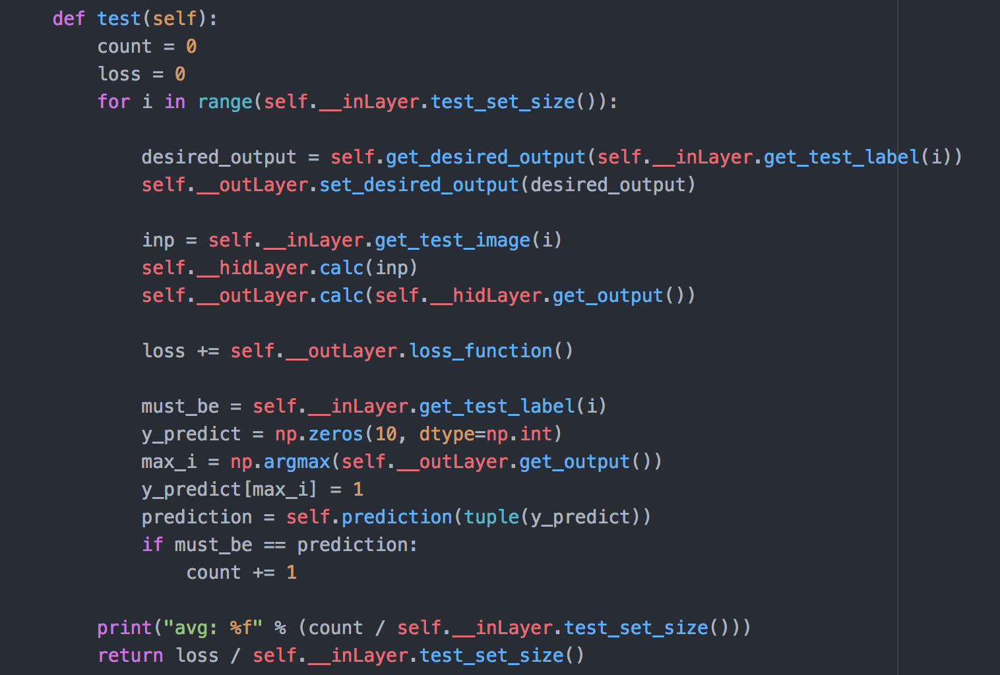 def test(self):
    count = 0
    loss = 0
    for i in range(self.__inLayer.test_set_size()):
        desired_output = self.get_desired_output(self.__inLayer.get_test_label(i))
        self.__outLayer.set_desired_output(desired_output)
        inp = self.__inLayer.get_test_image(i)
        self.__hidLayer.calc(inp)
        self.__outLayer.calc(self.__hidLayer.get_output())
        loss += self.__outLayer.loss_function()
        must_be = self.__inLayer.get_test_label(i)
        y_predict = np.zeros(10, dtype=np.int)
        max_i = np.argmax(self.__outLayer.get_output())
        y_predict[max_i] = 1
        prediction = self.prediction(tuple(y_predict))
        if must_be == prediction:
            count += 1
    print("avg: %f" % (count / self.__inLayer.test_set_size()))
    return loss / self.__inLayer.test_set_size()